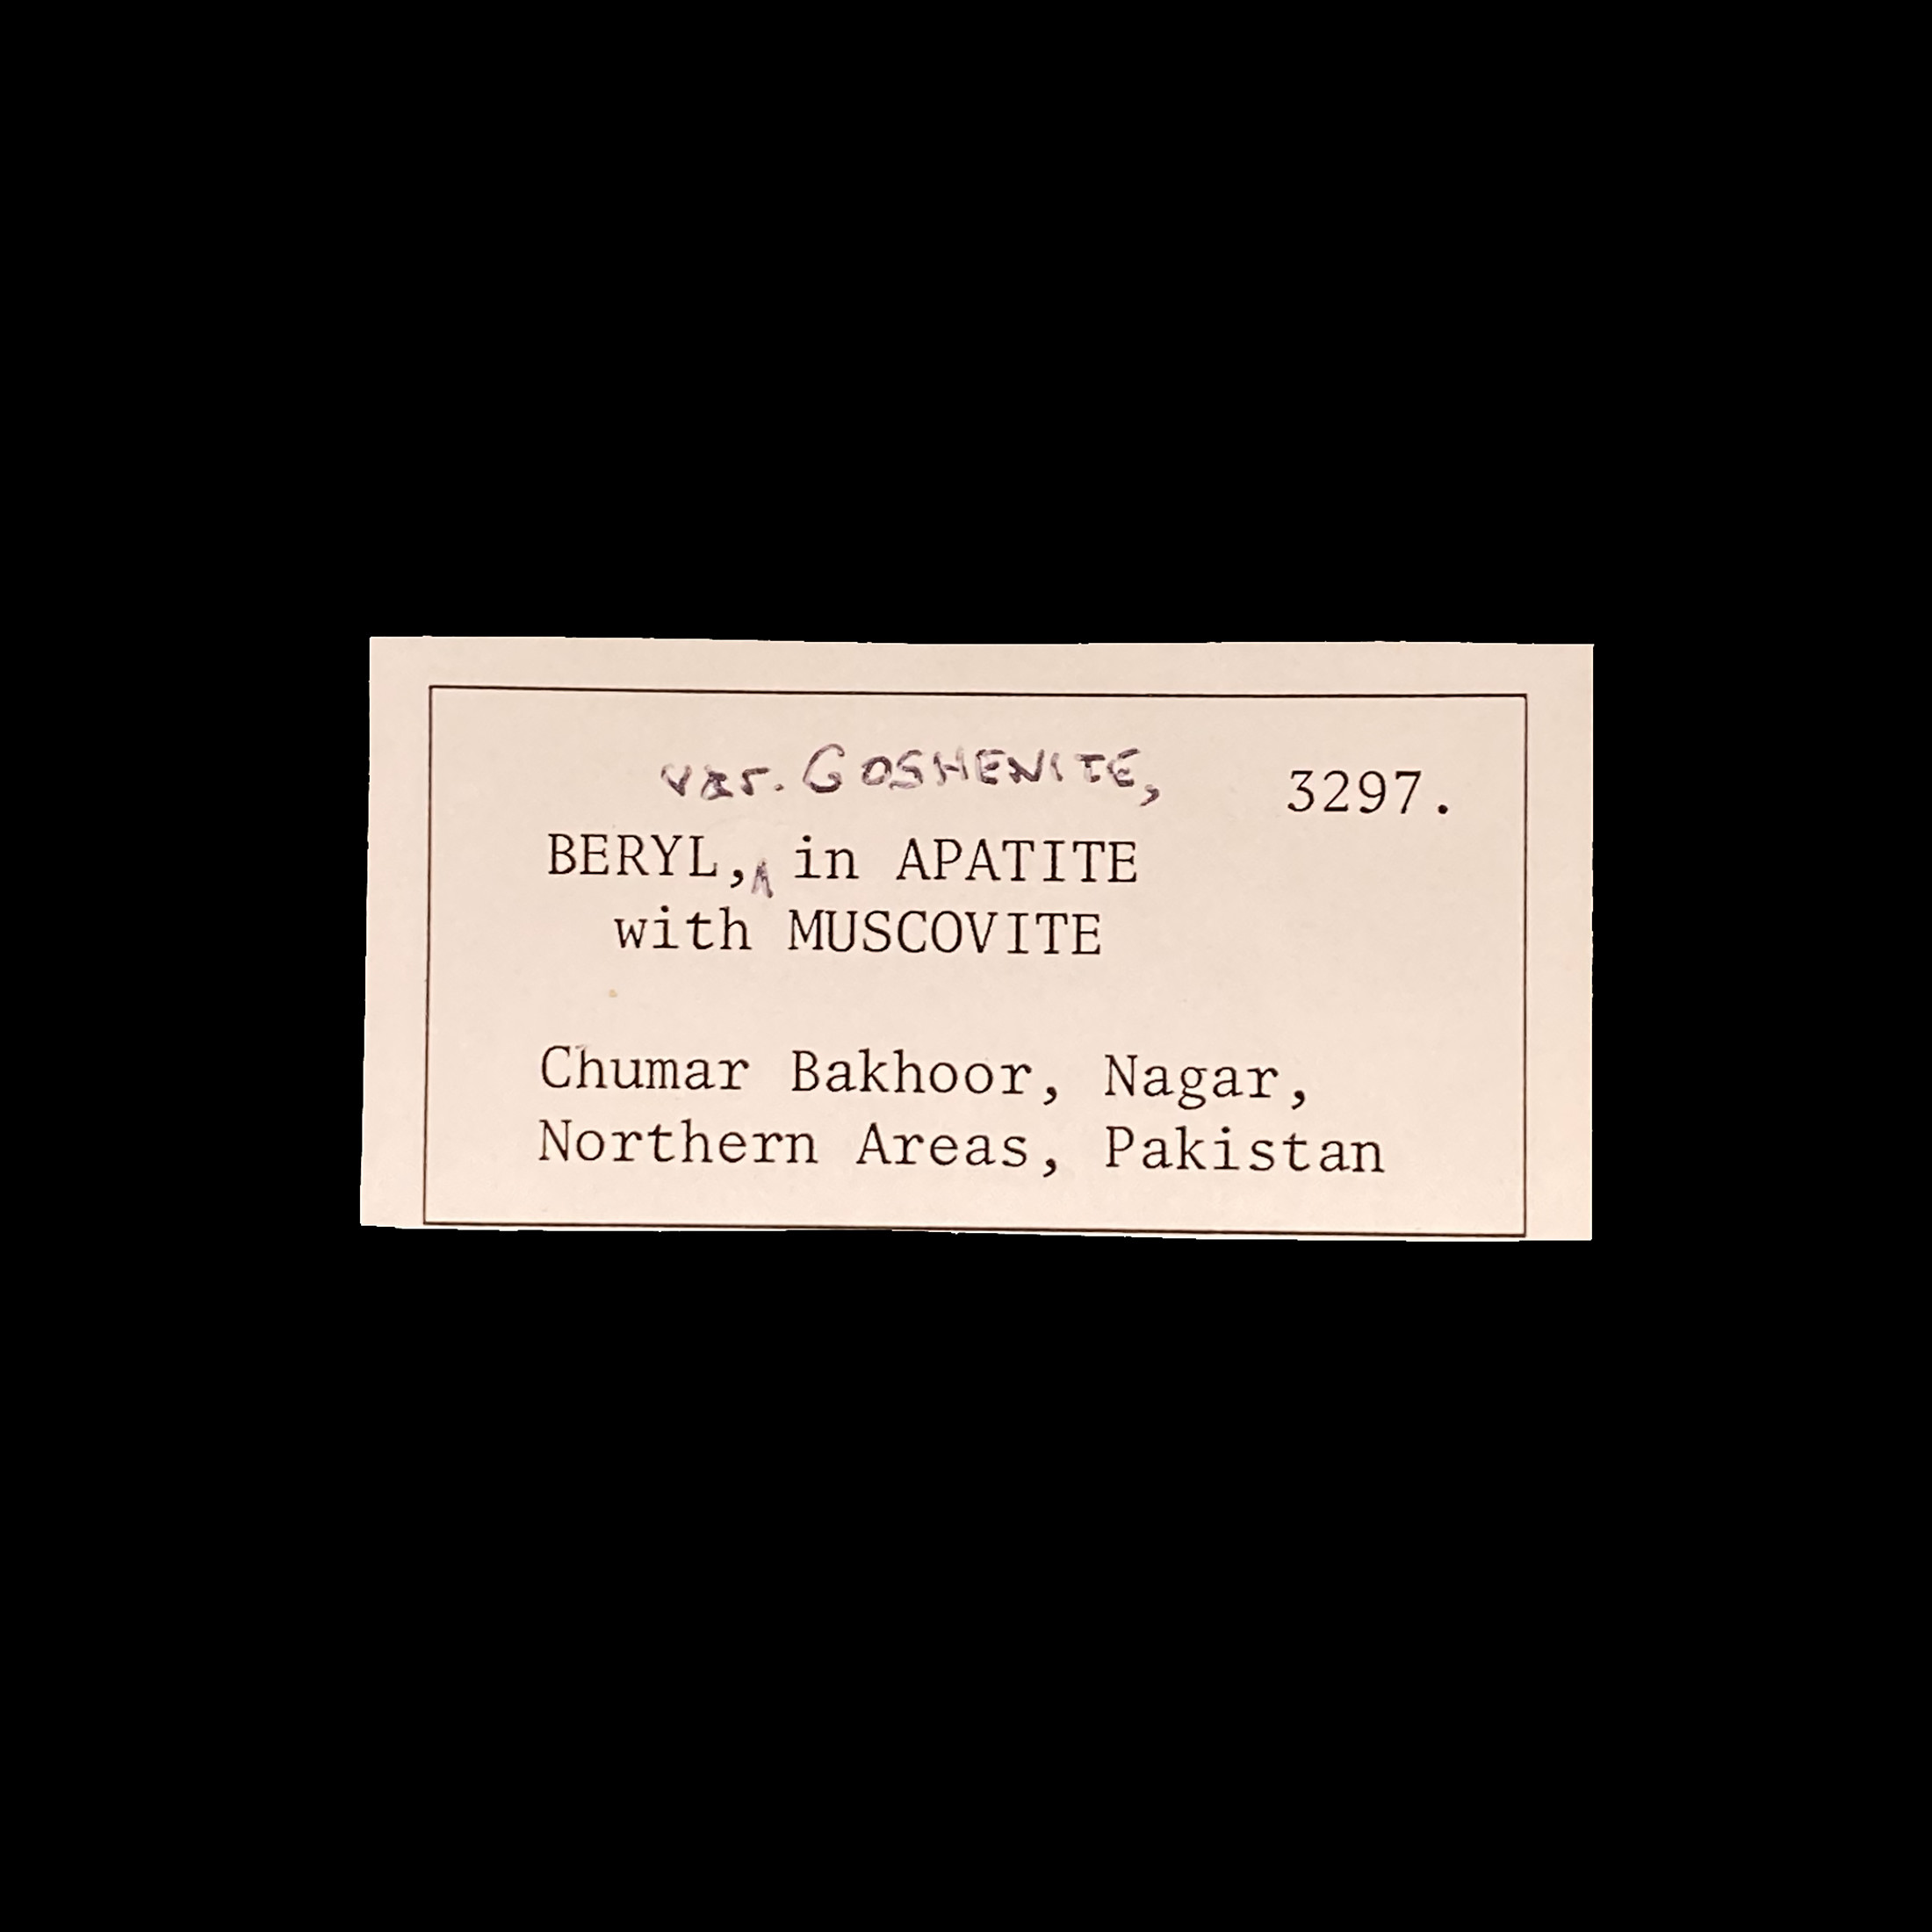 var. GOSHENITE,
3297.
BERYL,^ in APATITE
with MUSCOVITE
Chumar Bakhoor, Nagar,
Northern Areas, Pakistan